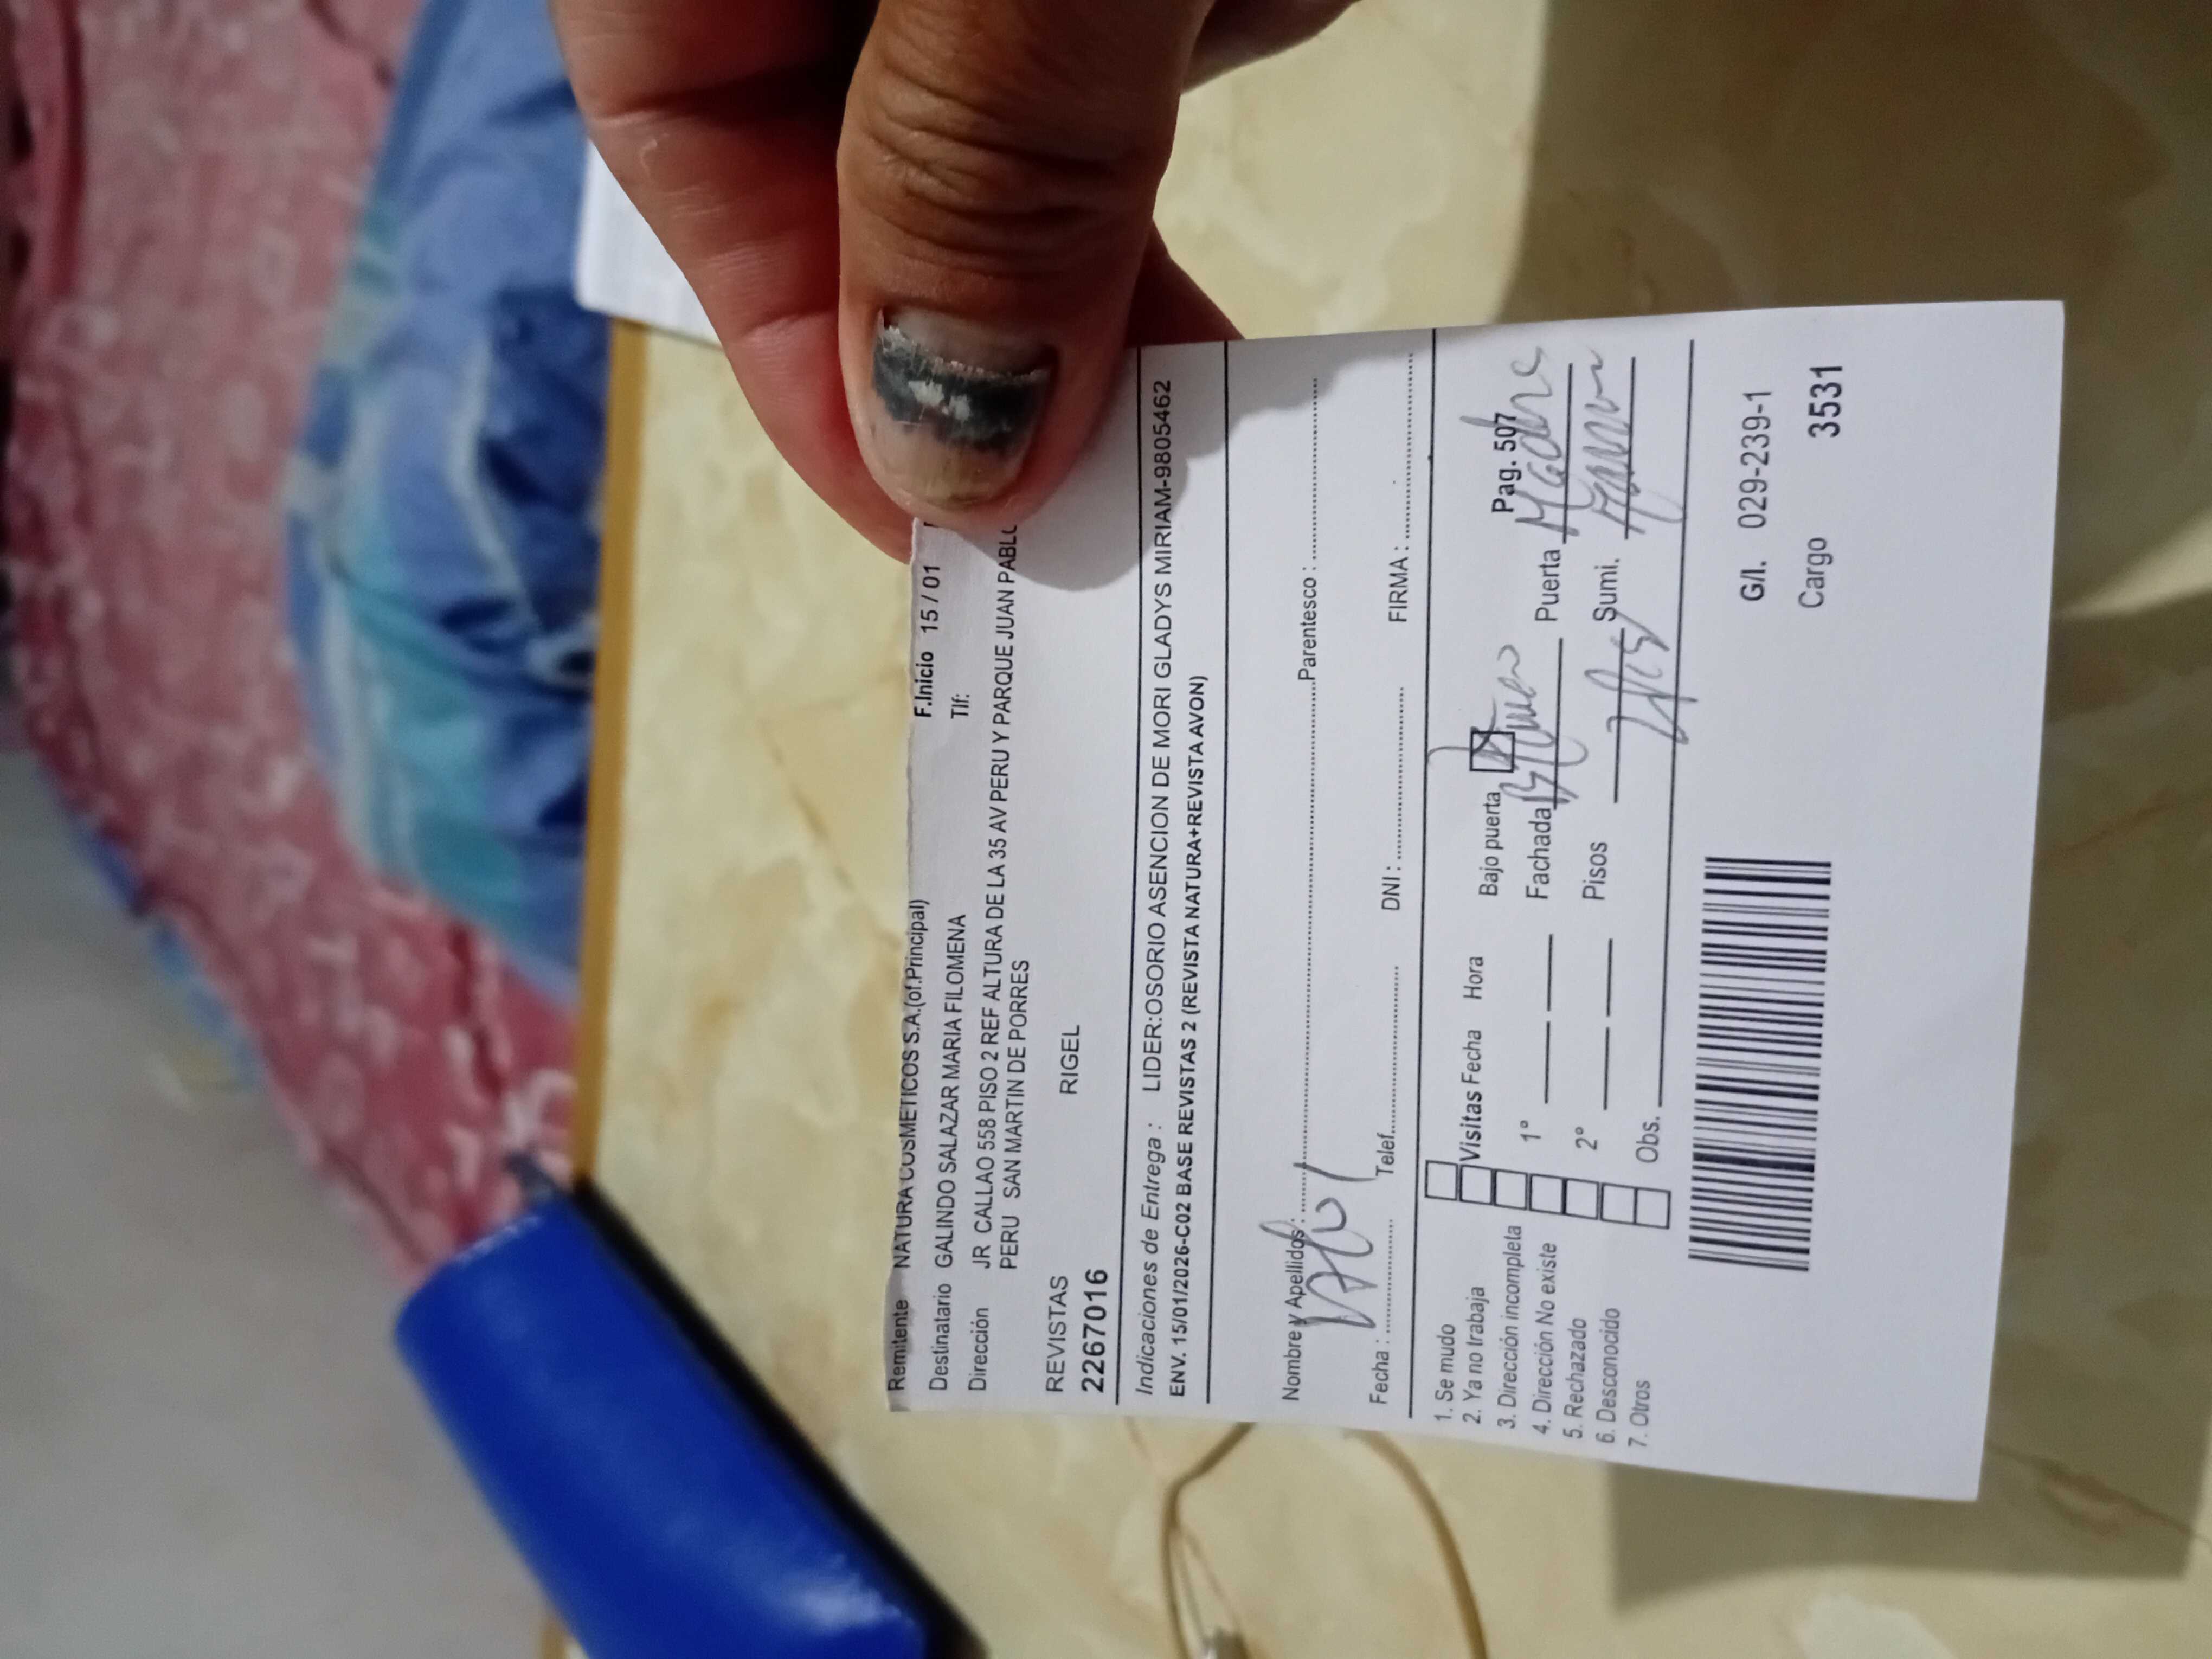 Remitente NATURA COSMETICOS S.A.(of.Principal) F.Inicio 15 / 01
Destinatario GALINDO SALAZAR MARIA FILOMENA Tlf:
Dirección JR CALLAO 558 PISO 2 REF ALTURA DE LA 35 AV PERU Y PARQUE JUAN PABLO
PERU SAN MARTIN DE PORRES
REVISTAS RIGEL
2267016
Indicaciones de Entrega : LIDER:OSORIO ASENCION DE MORI GLADYS MIRIAM-9805462
ENV. 15/01/2026-C02 BASE REVISTAS 2 (REVISTA NATURA+REVISTA AVON)
Nombre y Apellidos: Parentesco :
Fecha : Telef. DNI : FIRMA :
1. Se mudo
2. Ya no trabaja
3. Dirección incompleta
4. Dirección No existe
5. Rechazado
6. Desconocido
7. Otros
Visitas Fecha Hora
1°
2°
Obs.
Bajo puerta Pag. 507
Fachada Puerta Madre
Pisos Sumi.
G/l. 029-239-1
Cargo 3531